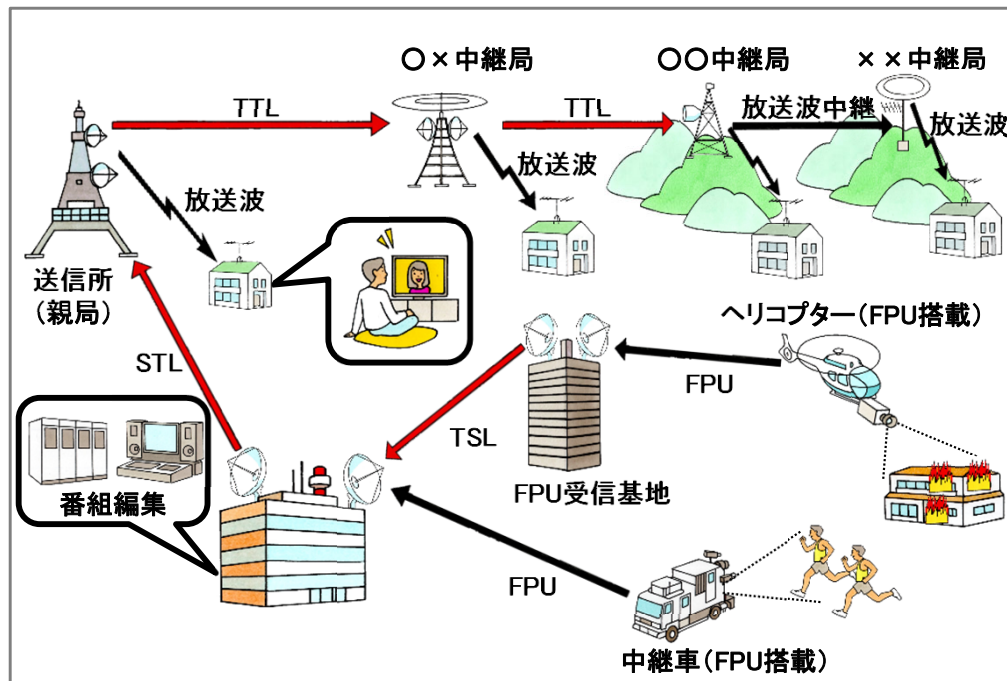 〇×中継局
〇〇中継局
××中継局
TTL
TTL
放送波中継
放送波
放送波
放送波
送信所
(親局)
ヘリコプター(FPU搭載)
STL
FPU
TSL
番組編集
FPU受信基地
FPU
中継車(FPU搭載)